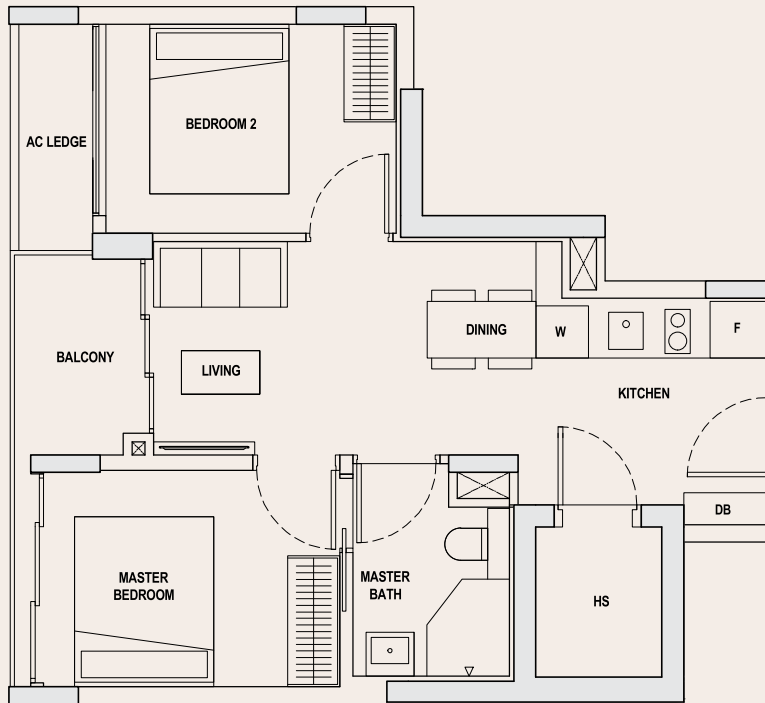 BEDROOM 2
AC LEDGE
DINING
W
F
BALCONY
LIVING
KITCHEN
DB
MASTER
BEDROOM
MASTER
BATH
HS